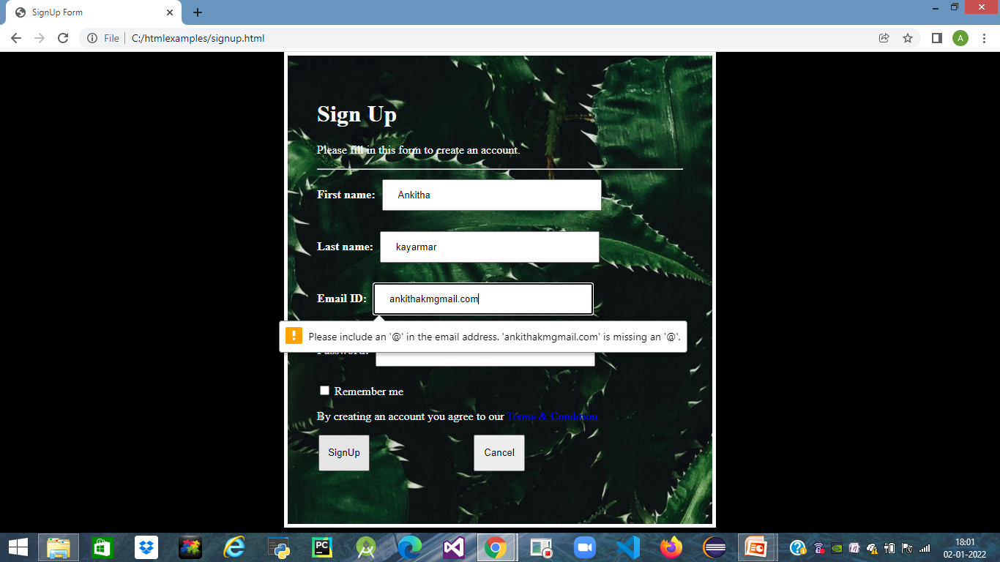 SignUp Form
File
C:/htmlexamples/signup.html
A
Sign Up
Please fill in this form to create an account.
First name:
Ankitha
Last name:
kayarmar
Email ID:
ankithakmgmail.com
Please include an '@' in the email address. 'ankithakmgmail.com' is missing an '@'.
Password:
Remember me
By creating an account you agree to our Terms & Condition
SignUp
Cancel
PC
18:01
02-01-2022